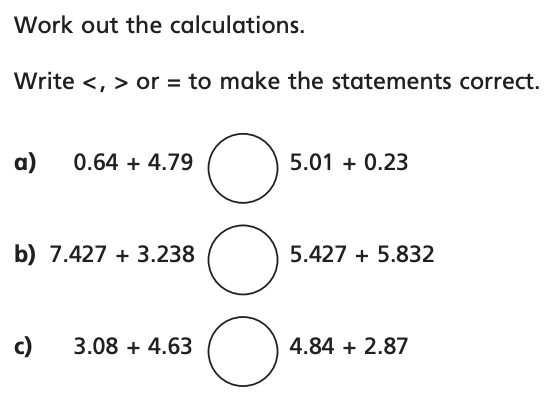 Work out the calculations.
Write <, > or = to make the statements correct.
a) 0.64 + 4.79 5.01 + 0.23
b) 7.427 + 3.238 5.427 + 5.832
c) 3.08 + 4.63 4.84 + 2.87